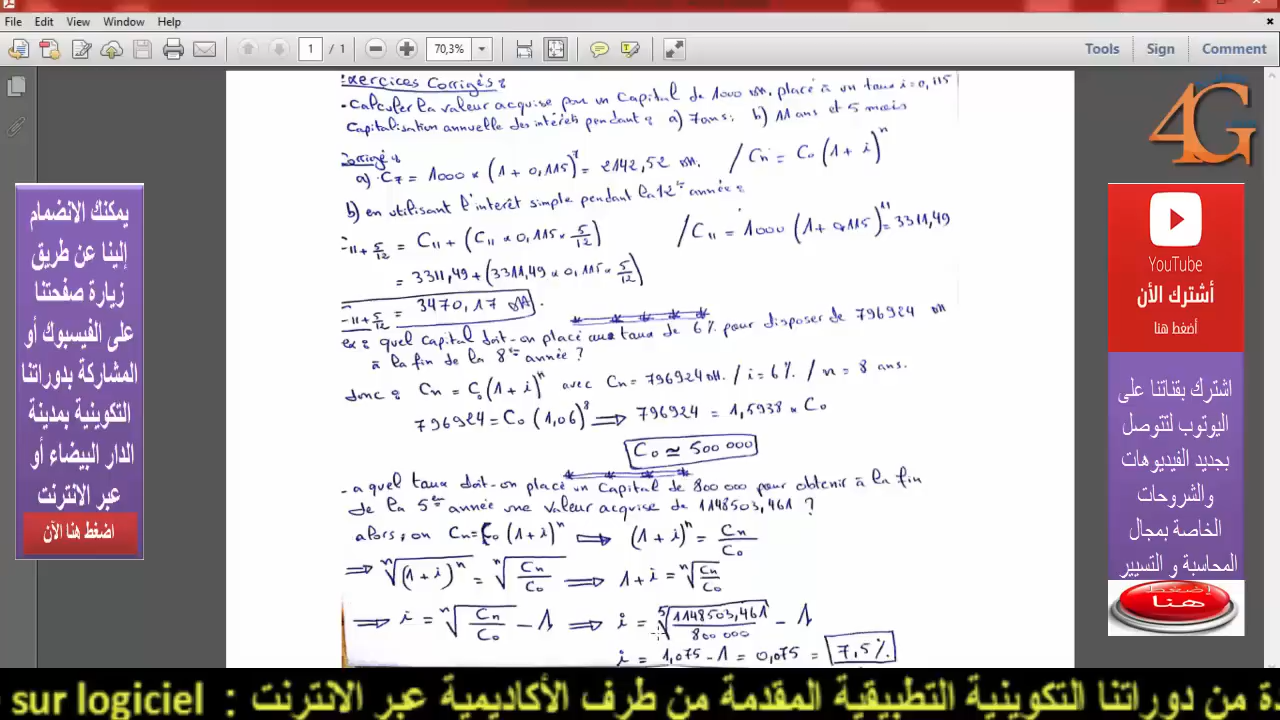 File Edit View Window Help
1 / 1 70,3% Tools Sign Comment
Exercices Corrigés :
- Calculer la valeur acquise par un Capital de 1000 DH, placé à un taux i = 0,115
Capitalisation annuelle des intérêts pendant : a) 7ans ; b) 11 ans et 5 mois
Corrigé :
a) C7 = 1000 × (1 + 0,115)^7 = 2142,52 DH. / Cn = C0 (1 + i)^n
b) en utilisant l'interêt simple pendant la 12ème année :
11 + 5/12 = C11 + (C11 × 0,115 × 5/12) / C11 = 1000 (1 + 0,115)^11 = 3311,49
= 3311,49 + (3311,49 × 0,115 × 5/12)
11 + 5/12 = 3470,17 DH.
ex : quel Capital doit-on placé aux taux de 6% pour disposer de 796924 DH
à la fin de la 8ème année ?
donc : Cn = C0 (1 + i)^n avec Cn = 796924 DH. / i = 6% / n = 8 ans.
796924 = C0 (1,06)^8 ⟹ 796924 = 1,5938 × C0
C0 ≃ 500 000
- a quel taux doit-on placé un Capital de 800 000 pour obtenir à la fin
de la 5ème année une valeur acquise de 1148503,461 ?
alors, on Cn = C0 (1+i)^n ⟹ (1 + i)^n = Cn/C0
⟹ ⁿ√(1 + i)^n = ⁿ√Cn/C0 ⟹ 1 + i = ⁿ√Cn/C0
⟹ i = ⁿ√Cn/C0 - 1 ⟹ i = ⁵√1148503,461/800 000 - 1
i = 1,075 - 1 = 0,075 = 7,5%
يمكنك الانضمام
إلينا عن طريق
زيارة صفحتنا
على الفيسبوك أو
المشاركة بدوراتنا
التكوينية بمدينة
الدار البيضاء أو
عبر الانترنت
اضغط هنا الأن
4G
YouTube
أشترك الأن
أضغط هنا
اشترك بقناتنا على
اليوتوب لتتوصل
بجديد الفيديوهات
والشروحات
الخاصة بمجال
المحاسبة و التسيير
إضغط
هنا
دة من دوراتنا التكوينية التطبيقية المقدمة من طرف الأكاديمية عبر الانترنت : sur logiciel